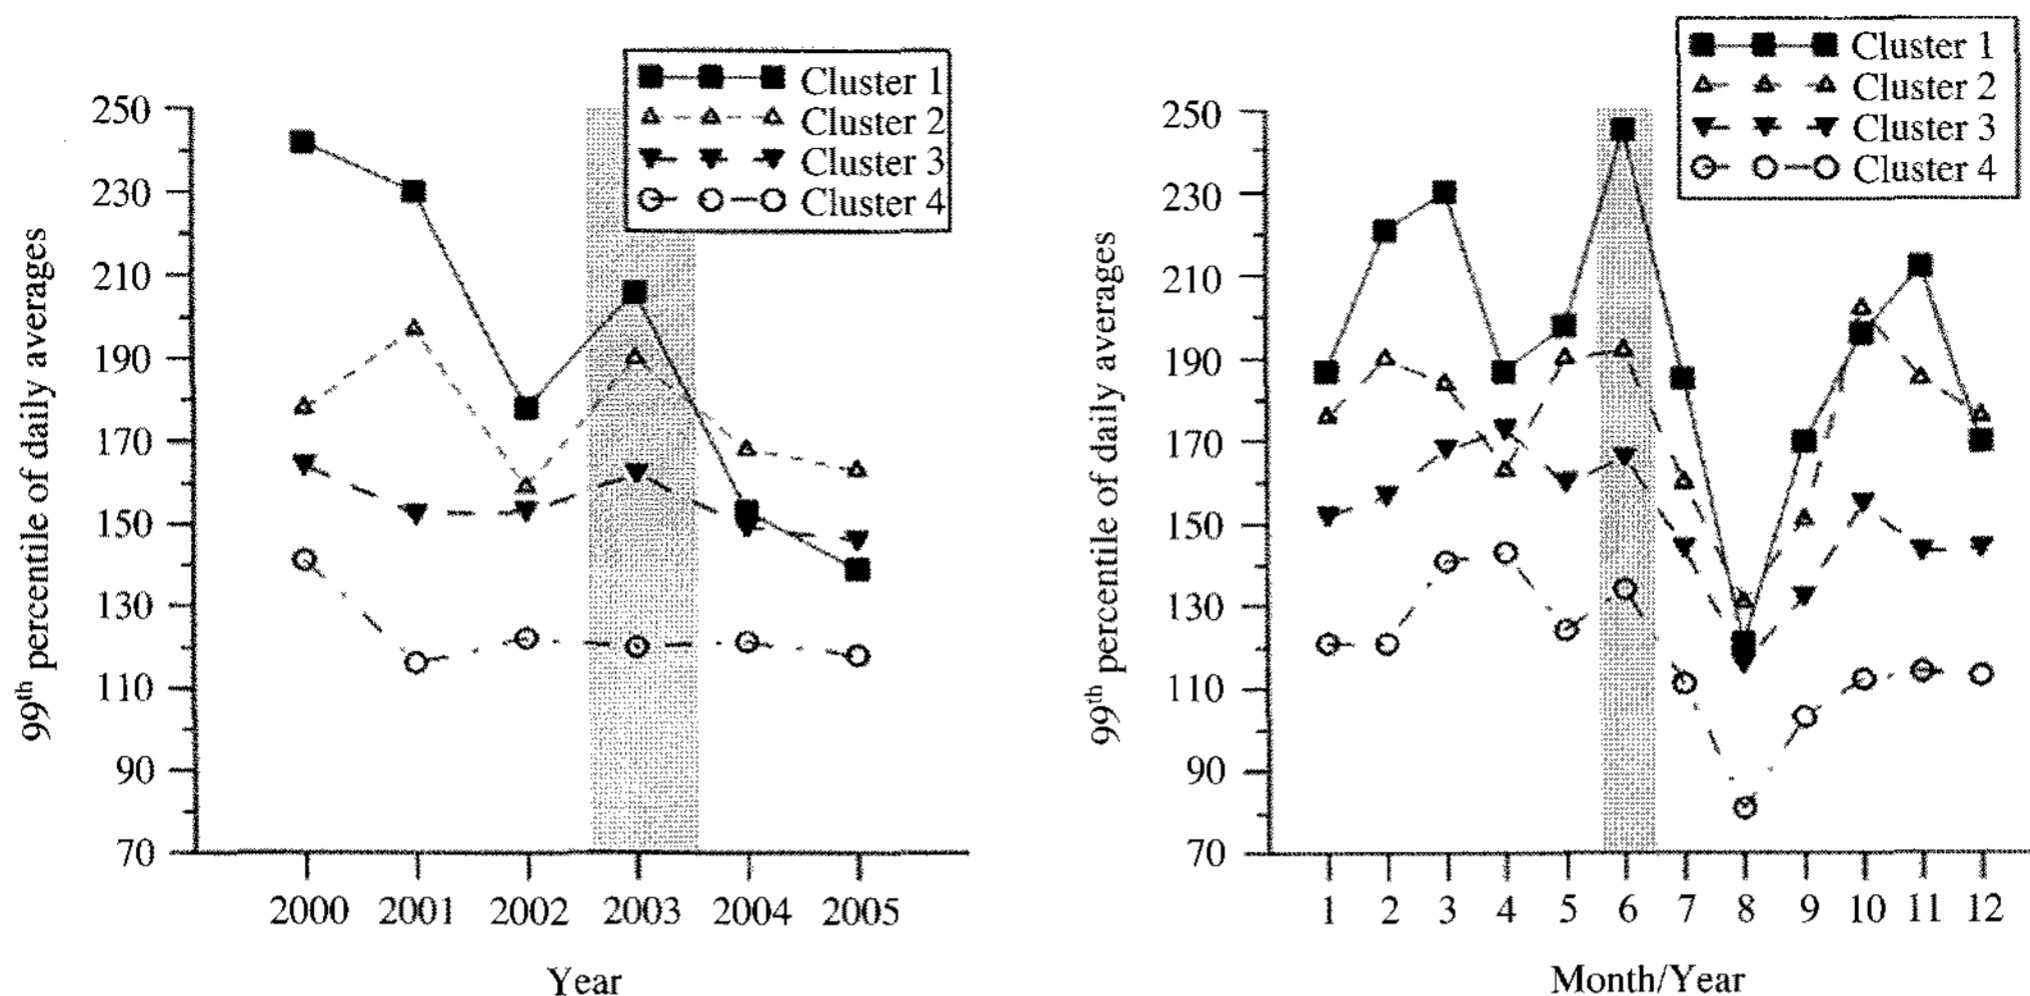 Cluster 1
Cluster 2
Cluster 3
Cluster 4
250
230
210
190
170
150
130
110
90
70
99th percentile of daily averages
2000 2001 2002 2003 2004 2005
Year
Cluster 1
Cluster 2
Cluster 3
Cluster 4
250
230
210
190
170
150
130
110
90
70
99th percentile of daily averages
1 2 3 4 5 6 7 8 9 10 11 12
Month/Year